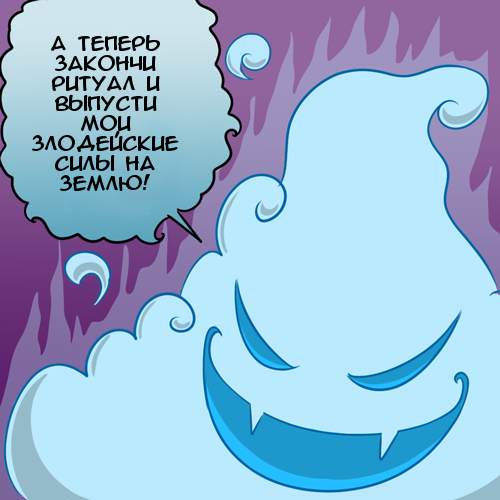 А ТЕПЕРЬ
ЗАКОНЧИ
РИТУАЛ И
ВЫПУСТИ
МОИ
ЗЛОДЕЙСКИЕ
СИЛЫ НА
ЗЕМЛЮ!